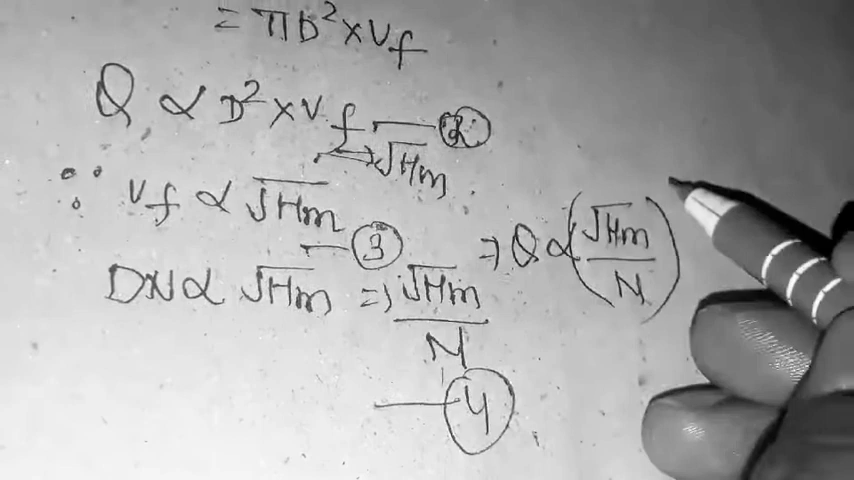 = πD² × Vf
Q ∝ D² × Vf — ②
→ √Hm
∵ Vf ∝ √Hm
— ③
DN ∝ √Hm ⇒ √Hm / N
— ④
⇒ Q ∝ (√Hm / N)